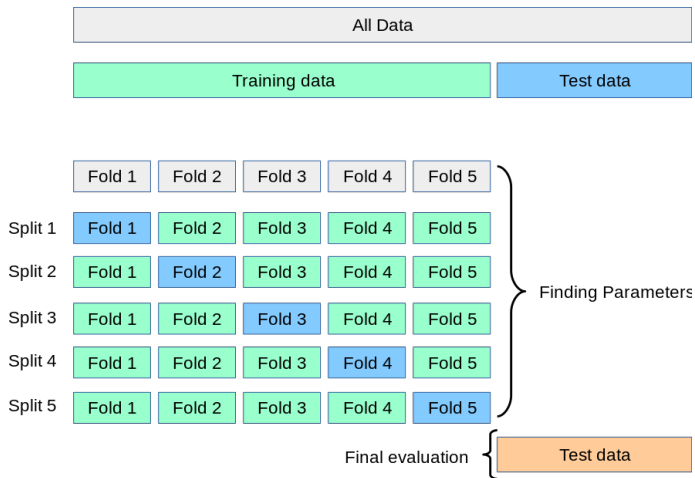 All Data
Training data Test data
Fold 1 Fold 2 Fold 3 Fold 4 Fold 5
Split 1 Fold 1 Fold 2 Fold 3 Fold 4 Fold 5
Split 2 Fold 1 Fold 2 Fold 3 Fold 4 Fold 5
Finding Parameters
Split 3 Fold 1 Fold 2 Fold 3 Fold 4 Fold 5
Split 4 Fold 1 Fold 2 Fold 3 Fold 4 Fold 5
Split 5 Fold 1 Fold 2 Fold 3 Fold 4 Fold 5
Final evaluation Test data